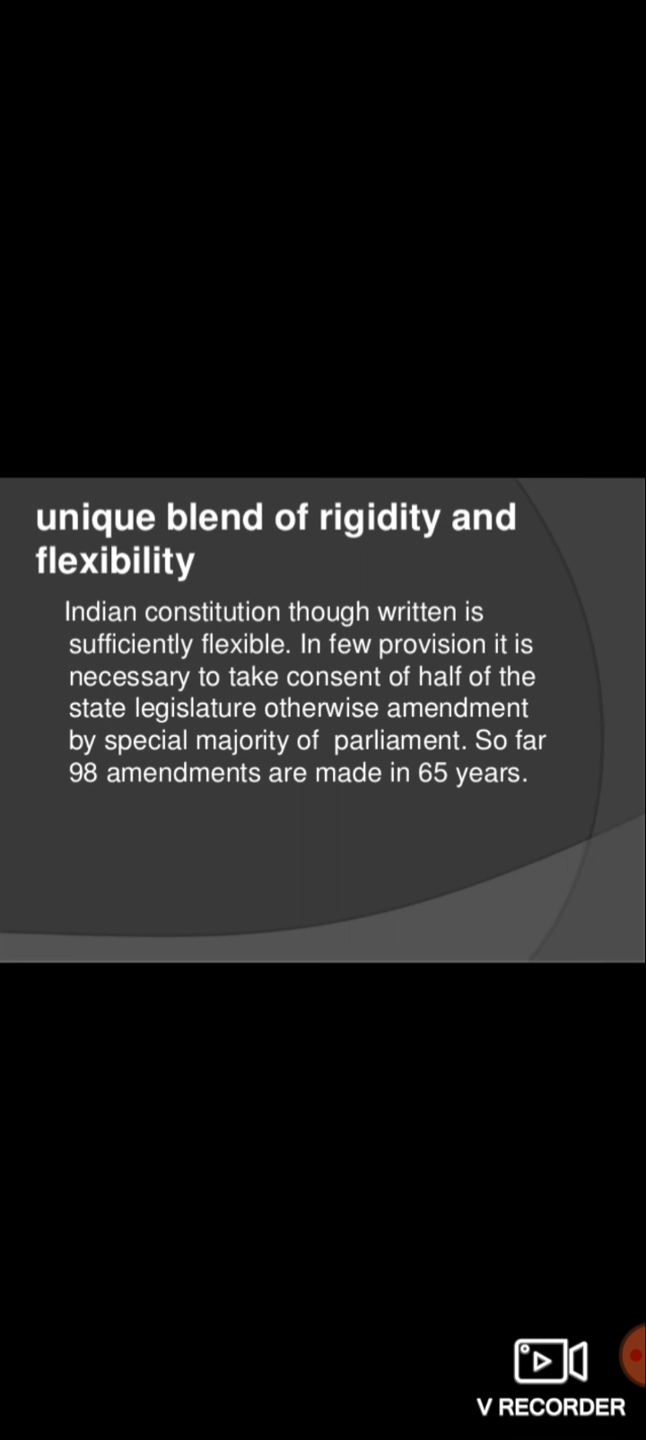 unique blend of rigidity and
flexibility
Indian constitution though written is
sufficiently flexible. In few provision it is
necessary to take consent of half of the
state legislature otherwise amendment
by special majority of  parliament. So far
98 amendments are made in 65 years.
V RECORDER